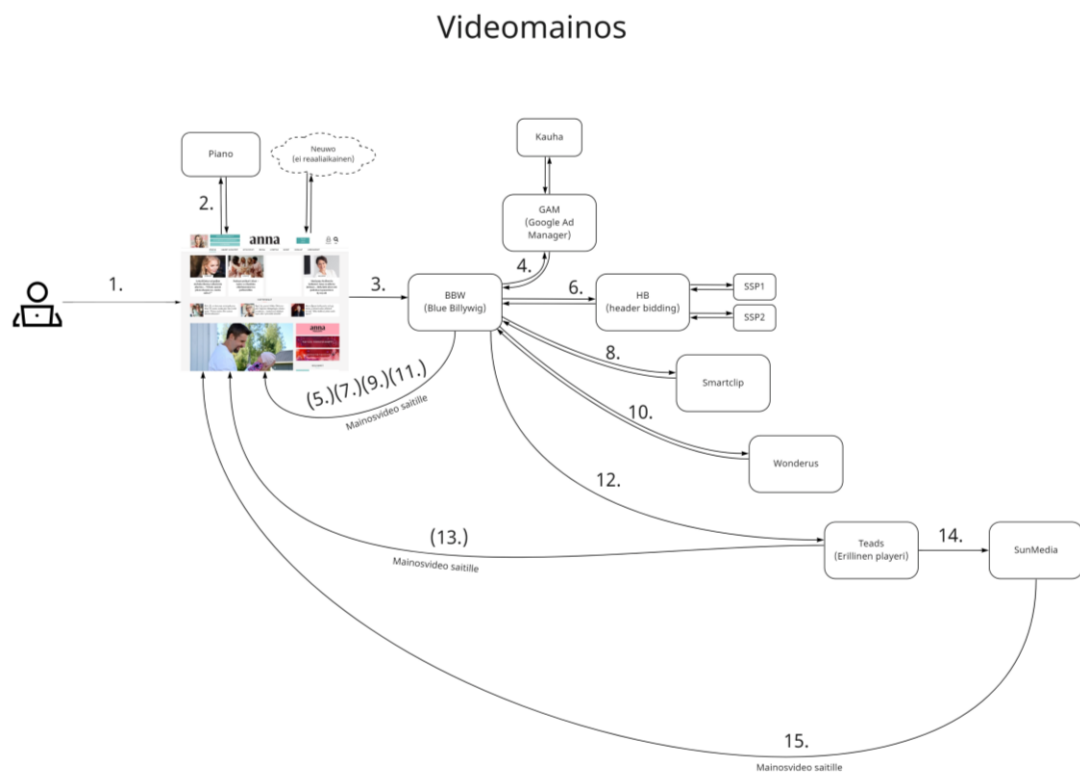 Videomainos
Kauha
Piano
Neuwo
(ei reaaliaikainen)
2.
GAM
(Google Ad
Manager)
anna
4.
1.
3.
BBW
(Blue Billywig)
6.
HB
(header bidding)
SSP1
SSP2
anna
8.
Smartclip
(5.)(7.)(9.)(11.)
Mainosvideo saitille
10.
Wonderus
12.
(13.)
Mainosvideo saitille
Teads
(Erillinen playeri)
14.
SunMedia
15.
Mainosvideo saitille